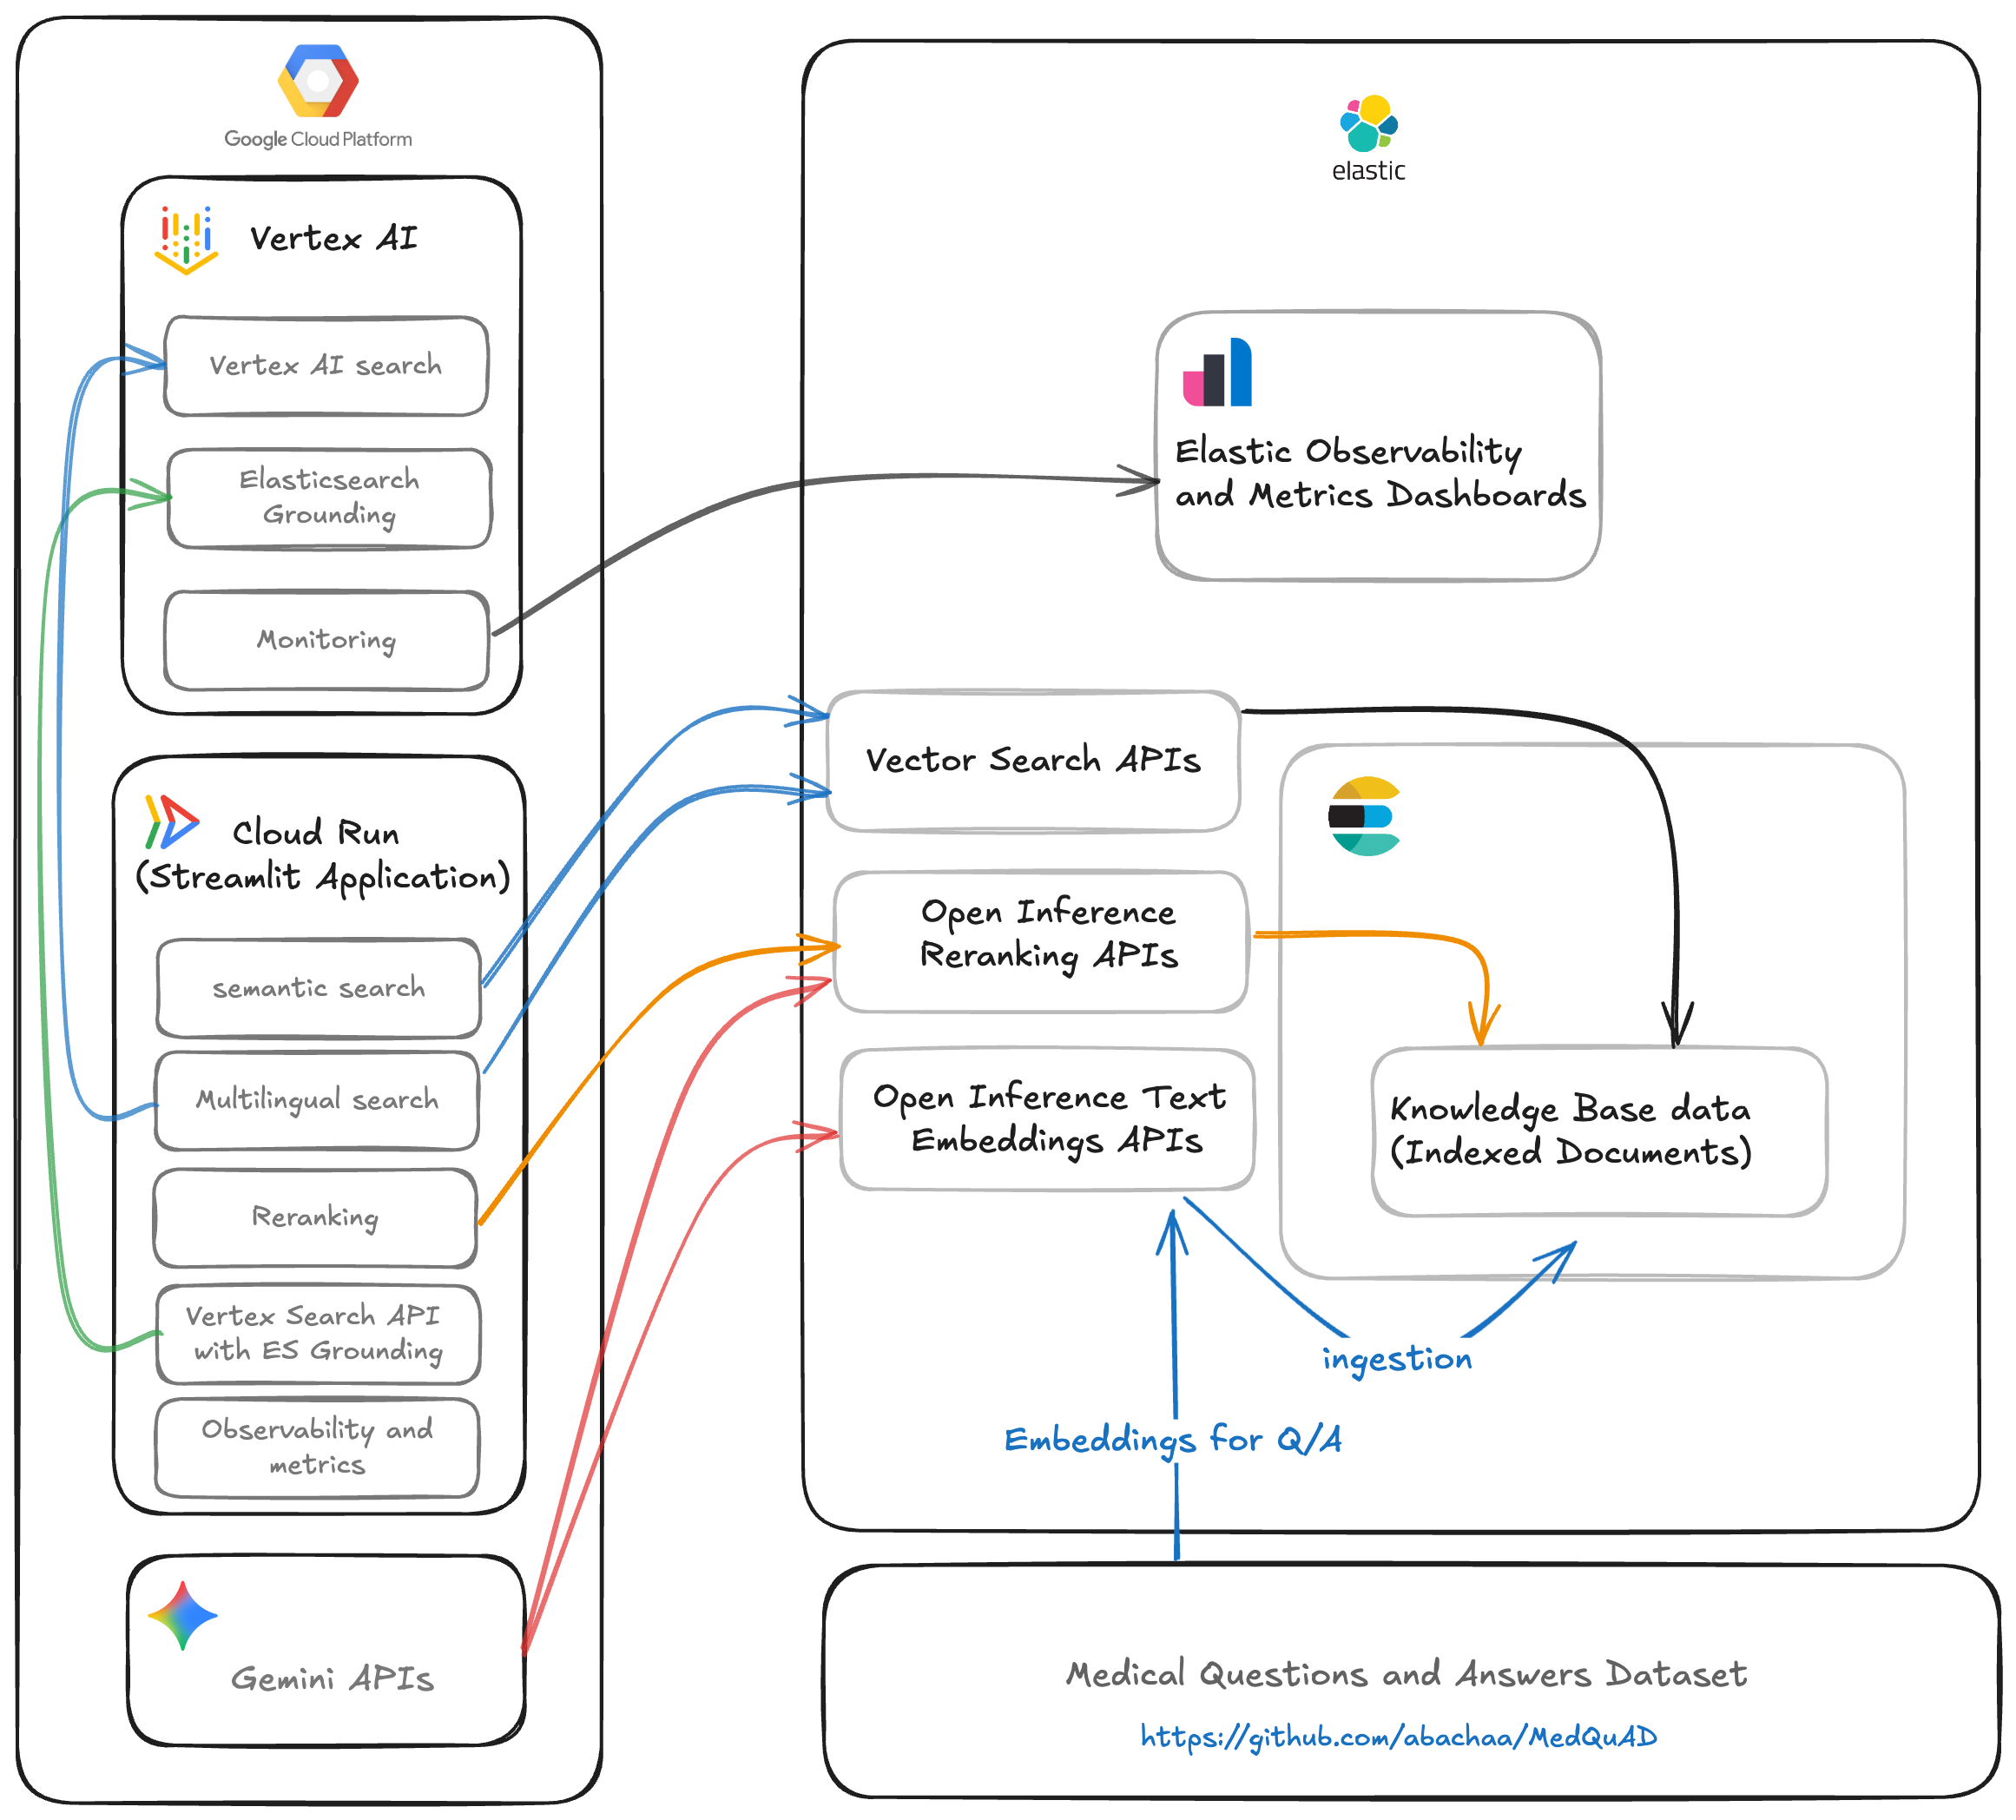 Google Cloud Platform
Vertex AI
Vertex AI search
Elasticsearch
Grounding
Monitoring
Cloud Run
(Streamlit Application)
semantic search
Multilingual search
Reranking
Vertex Search API
with ES Grounding
Observability and
metrics
Gemini APIs
elastic
Elastic Observability
and Metrics Dashboards
Vector Search APIs
Open Inference
Reranking APIs
Open Inference Text
Embeddings APIs
Knowledge Base data
(Indexed Documents)
ingestion
Embeddings for Q/A
Medical Questions and Answers Dataset
https://github.com/abachaa/MedQuAD